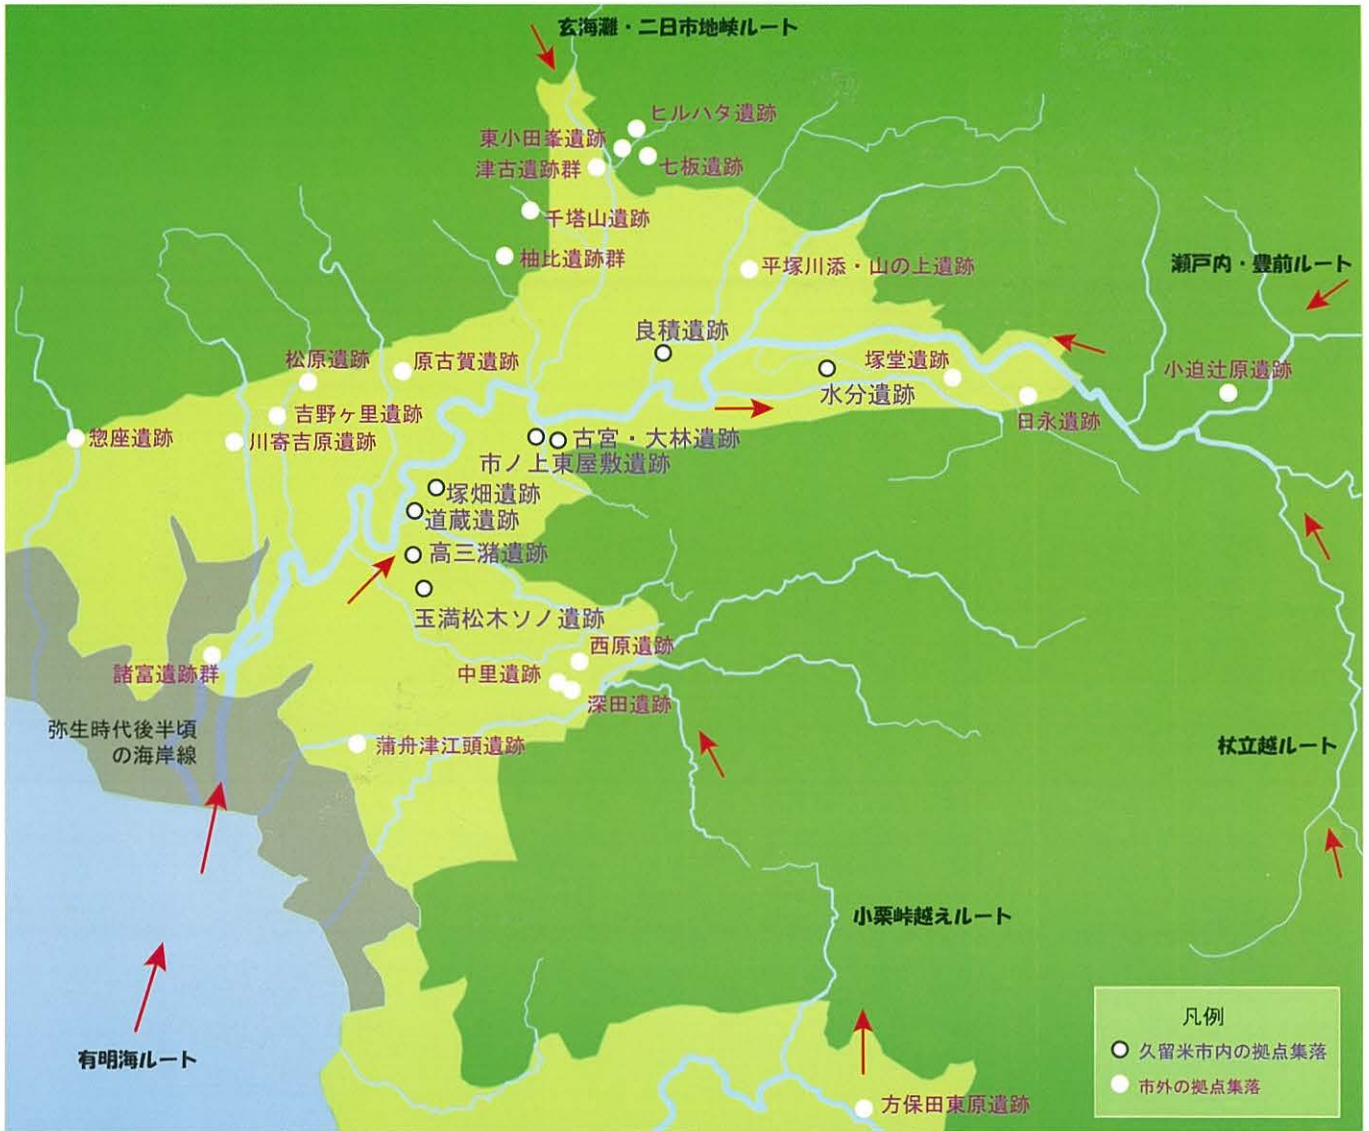 玄海灘・二日市地峡ルート
ヒルハタ遺跡
東小田峯遺跡
七板遺跡
津古遺跡群
千塔山遺跡
柚比遺跡群
平塚川添・山の上遺跡
瀬戸内・豊前ルート
良積遺跡
松原遺跡
原古賀遺跡
塚堂遺跡
小迫辻原遺跡
水分遺跡
吉野ヶ里遺跡
日永遺跡
惣座遺跡
川寄吉原遺跡
古宮・大林遺跡
市ノ上東屋敷遺跡
塚畑遺跡
道蔵遺跡
高三潴遺跡
玉満松木ソノ遺跡
西原遺跡
諸富遺跡群
中里遺跡
深田遺跡
弥生時代後半頃
の海岸線
蒲舟津江頭遺跡
杖立越ルート
小栗峠越えルート
有明海ルート
凡例
久留米市内の拠点集落
市外の拠点集落
方保田東原遺跡